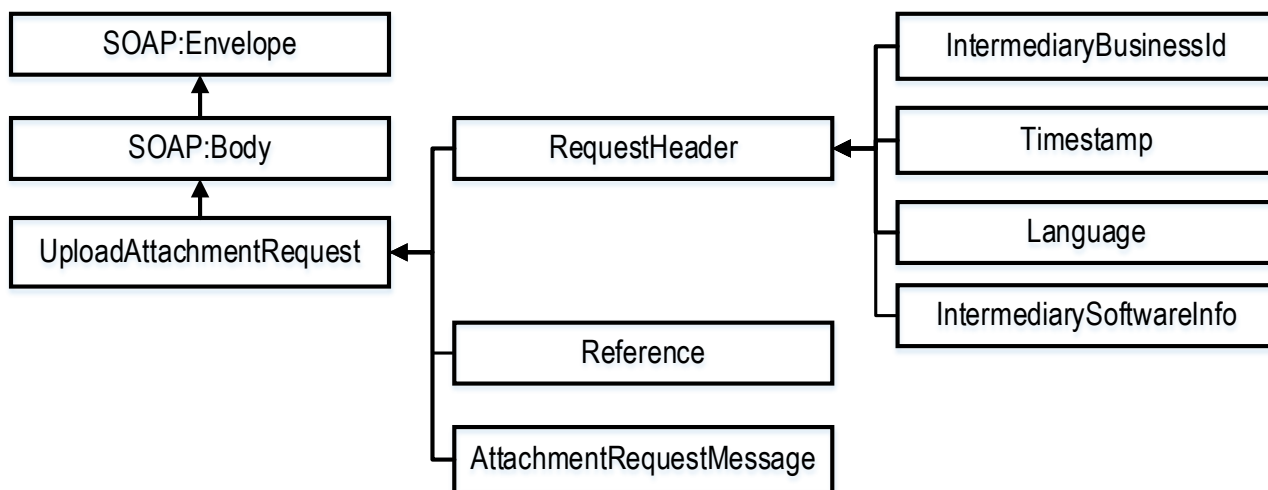 SOAP:Envelope
SOAP:Body
UploadAttachmentRequest
RequestHeader
Reference
AttachmentRequestMessage
IntermediaryBusinessId
Timestamp
Language
IntermediarySoftwareInfo